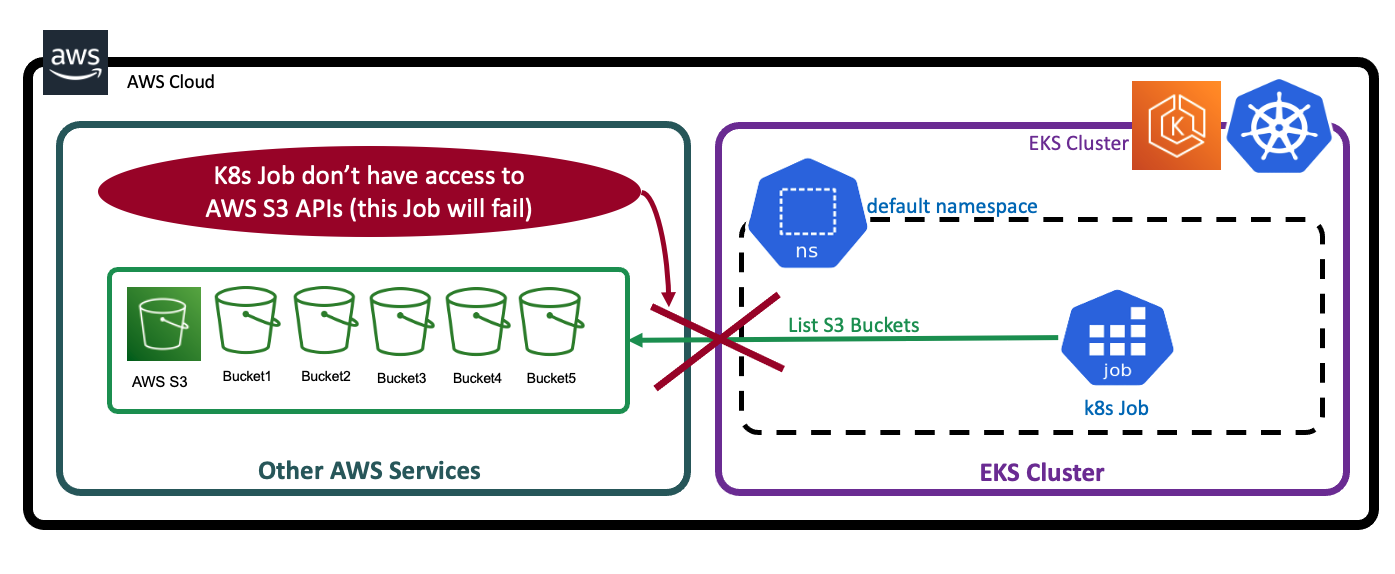 aws
AWS Cloud
K8s Job don’t have access to
AWS S3 APIs (this Job will fail)
AWS S3
Bucket1
Bucket2
Bucket3
Bucket4
Bucket5
Other AWS Services
EKS Cluster
K
ns
default namespace
List S3 Buckets
job
k8s Job
EKS Cluster